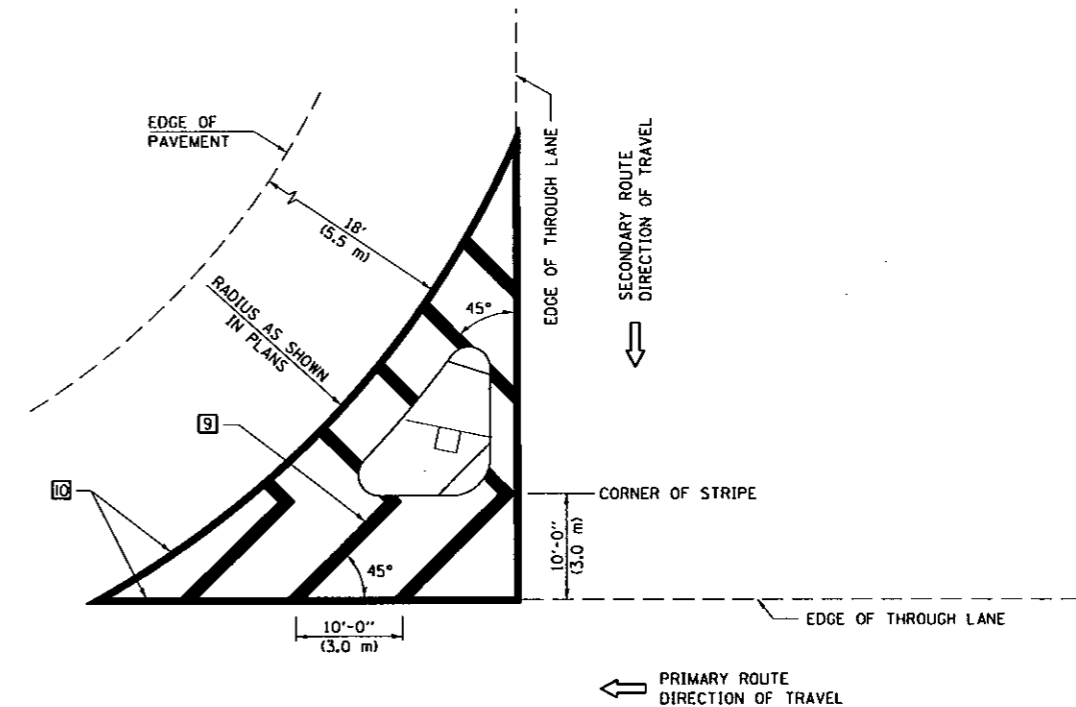 EDGE OF
PAVEMENT
18'
(5.5 m)
RADIUS AS SHOWN
IN PLANS
45°
EDGE OF THROUGH LANE
SECONDARY ROUTE
DIRECTION OF TRAVEL
9
10
CORNER OF STRIPE
10'-0"
(3.0 m)
45°
EDGE OF THROUGH LANE
10'-0"
(3.0 m)
PRIMARY ROUTE
DIRECTION OF TRAVEL